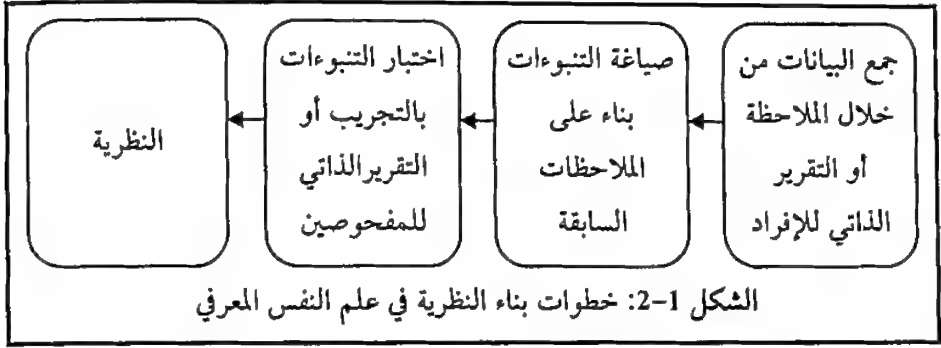 جمع البيانات من
خلال الملاحظة
أو التقرير
الذاتي للإفراد
صياغة التنبوءات
بناء على
الملاحظات
السابقة
اختبار التنبوءات
بالتجريب أو
التقريرالذاتي
للمفحوصين
النظرية
الشكل 1-2: خطوات بناء النظرية في علم النفس المعرفي